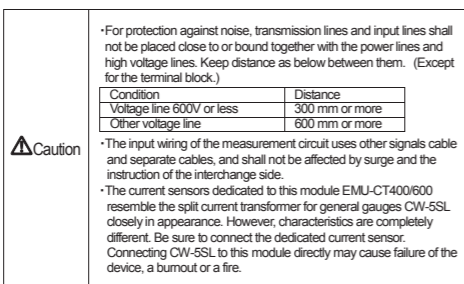 ・For protection against noise, transmission lines and input lines shall
not be placed close to or bound together with the power lines and
high voltage lines. Keep distance as below between them. (Except
for the terminal block.)
Condition Distance
Voltage line 600V or less 300 mm or more
Other voltage line 600 mm or more
⚠Caution
・The input wiring of the measurement circuit uses other signals cable
and separate cables, and shall not be affected by surge and the
instruction of the interchange side.
・The current sensors dedicated to this module EMU-CT400/600
resemble the split current transformer for general gauges CW-5SL
closely in appearance. However, characteristics are completely
different. Be sure to connect the dedicated current sensor.
Connecting CW-5SL to this module directly may cause failure of the
device, a burnout or a fire.